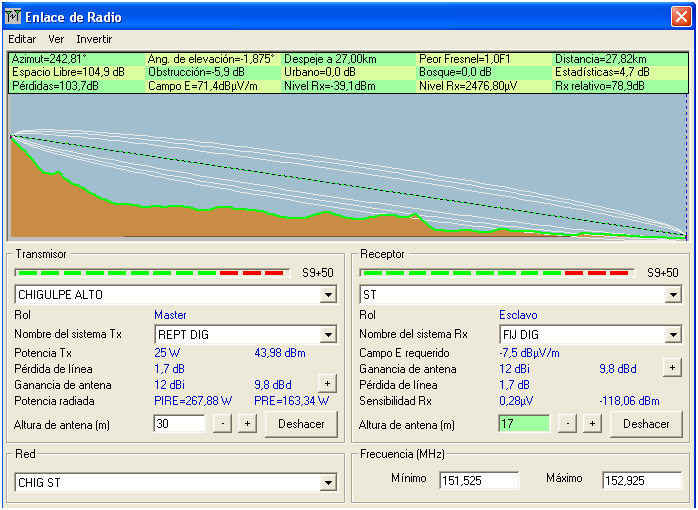 Enlace de Radio
Editar Ver Invertir
Azimut=242,81° Ang. de elevación=-1,875° Despeje a 27,00km Peor Fresnel=1,0F1 Distancia=27,82km
Espacio Libre=104,9 dB Obstrucción=-5,9 dB Urbano=0,0 dB Bosque=0,0 dB Estadísticas=4,7 dB
Pérdidas=103,7dB Campo E=71,4dBµV/m Nivel Rx=-39,1dBm Nivel Rx=2476,80µV Rx relativo=78,9dB
Transmisor
S9+50
CHIGULPE ALTO
Rol Master
Nombre del sistema Tx REPT DIG
Potencia Tx 25 W 43,98 dBm
Pérdida de línea 1,7 dB
Ganancia de antena 12 dBi 9,8 dBd +
Potencia radiada PIRE=267,88 W PRE=163,34 W
Altura de antena (m) 30 - + Deshacer
Receptor
S9+50
ST
Rol Esclavo
Nombre del sistema Rx FIJ DIG
Campo E requerido -7,5 dBµV/m
Ganancia de antena 12 dBi 9,8 dBd +
Pérdida de línea 1,7 dB
Sensibilidad Rx 0,28µV -118,06 dBm
Altura de antena (m) 17 - + Deshacer
Red
CHIG ST
Frecuencia (MHz)
Mínimo 151,525 Máximo 152,925